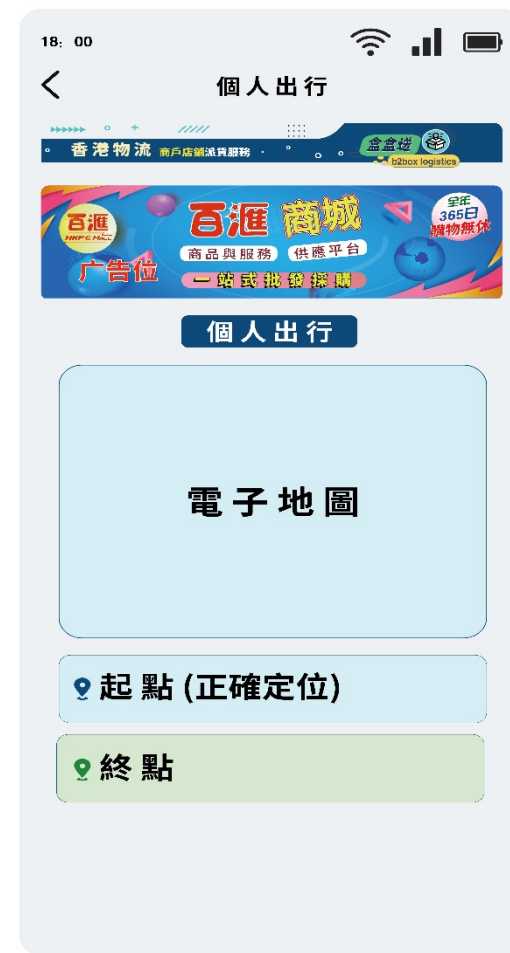 18: 00
個人出行
香港物流 商戶店鋪派貨服務
盒盒送
b2box logistics
百滙
HKPE MALL
广告位
百滙 商城
商品與服務 供應平台
一站式批發採購
全年
365日
購物無休
個人出行
電子地圖
起點 (正確定位)
終點